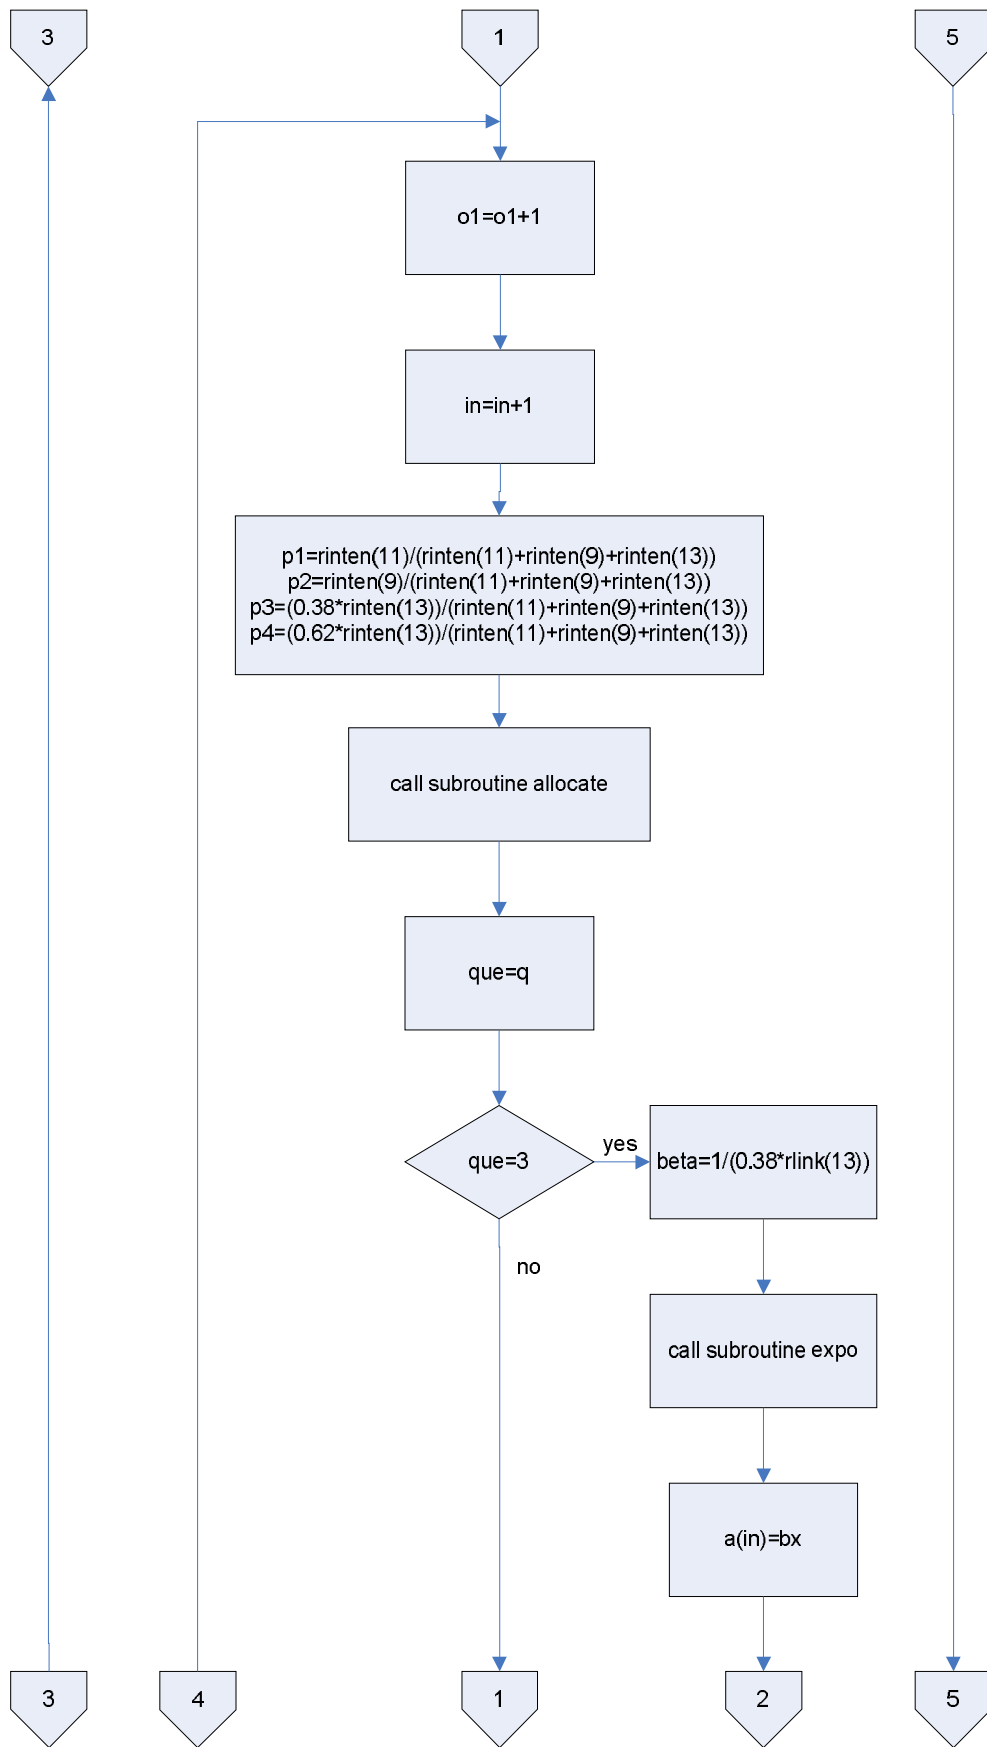 3
1
5
o1=o1+1
in=in+1
p1=rinten(11)/(rinten(11)+rinten(9)+rinten(13))
p2=rinten(9)/(rinten(11)+rinten(9)+rinten(13))
p3=(0.38*rinten(13))/(rinten(11)+rinten(9)+rinten(13))
p4=(0.62*rinten(13))/(rinten(11)+rinten(9)+rinten(13))
call subroutine allocate
que=q
que=3
yes
beta=1/(0.38*rlink(13))
no
call subroutine expo
a(in)=bx
3
4
1
2
5